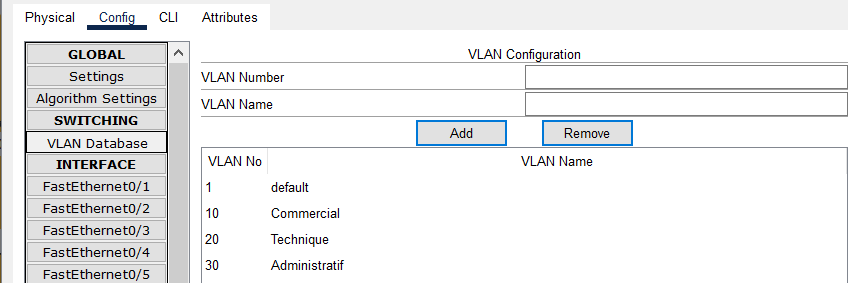 Physical Config CLI Attributes
GLOBAL
Settings
Algorithm Settings
SWITCHING
VLAN Database
INTERFACE
FastEthernet0/1
FastEthernet0/2
FastEthernet0/3
FastEthernet0/4
FastEthernet0/5
VLAN Configuration
VLAN Number
VLAN Name
Add Remove
VLAN No VLAN Name
1 default
10 Commercial
20 Technique
30 Administratif